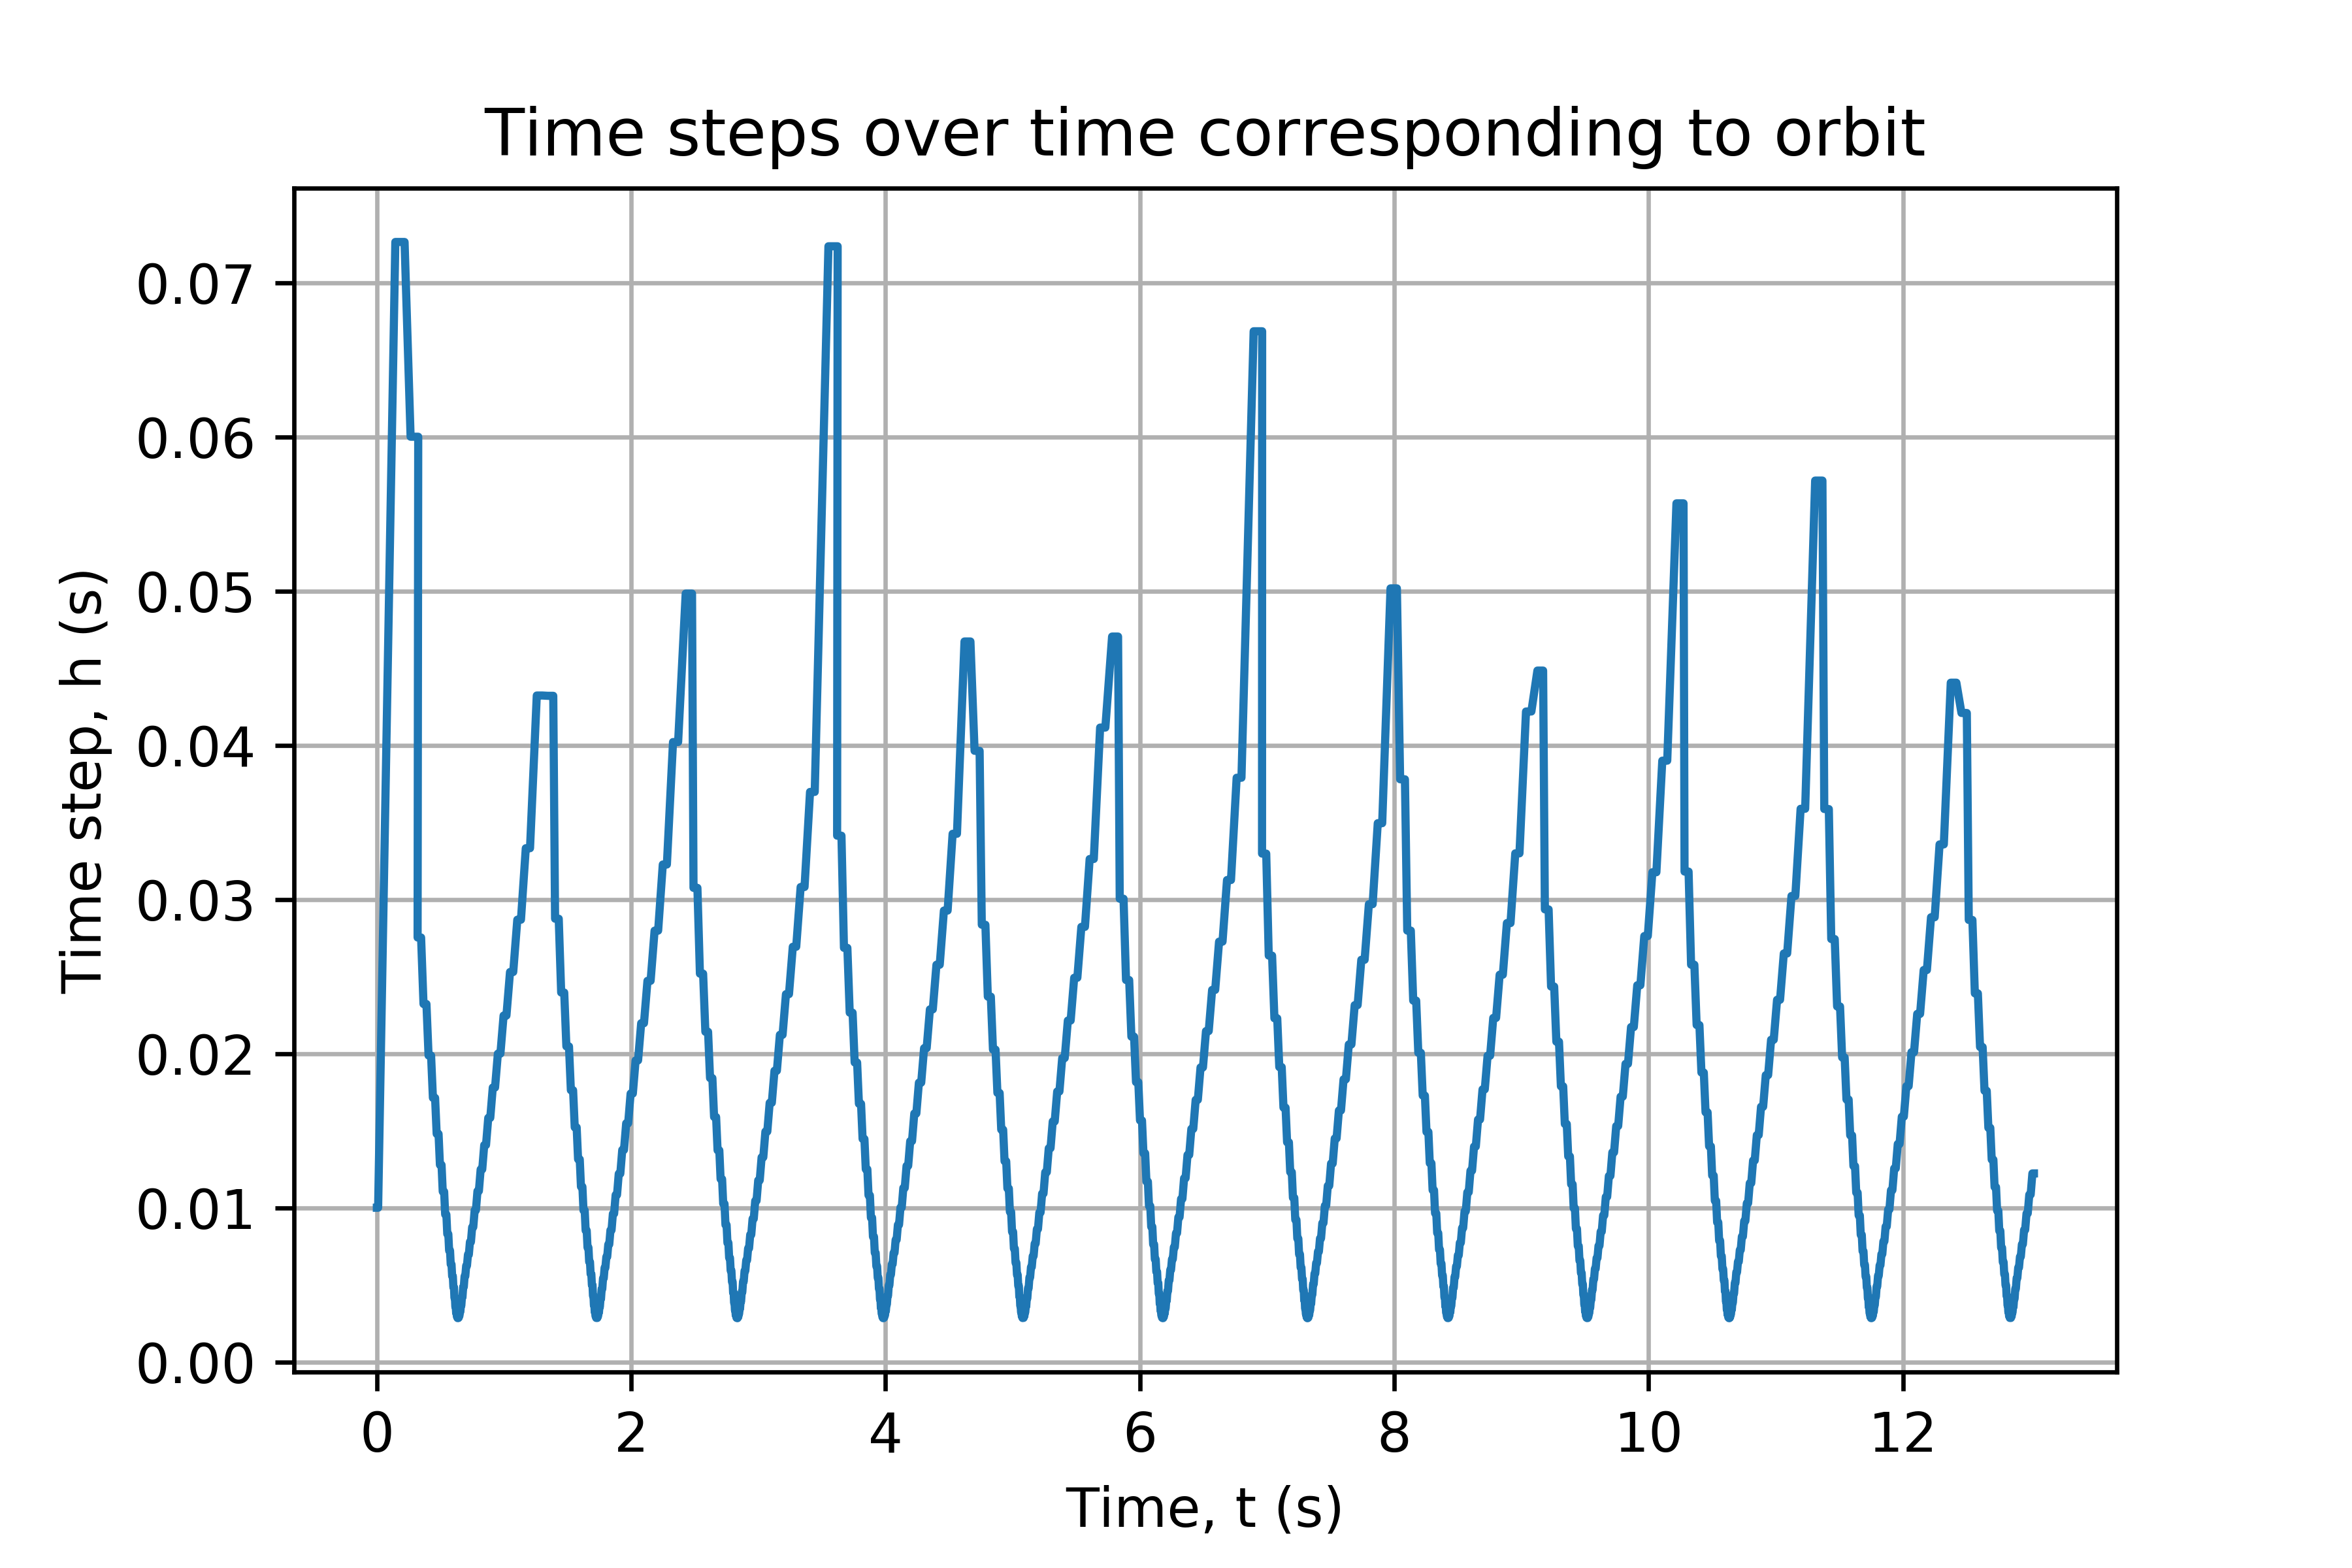 Time steps over time corresponding to orbit
Time step, h (s)
0.07
0.06
0.05
0.04
0.03
0.02
0.01
0.00
0 2 4 6 8 10 12
Time, t (s)